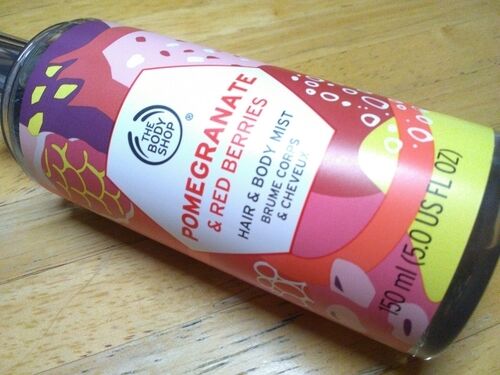 THE
BODY
SHOP
®
POMEGRANATE
& RED BERRIES
HAIR & BODY MIST
BRUME CORPS
& CHEVEUX
150 ml (5.0 US FL OZ)